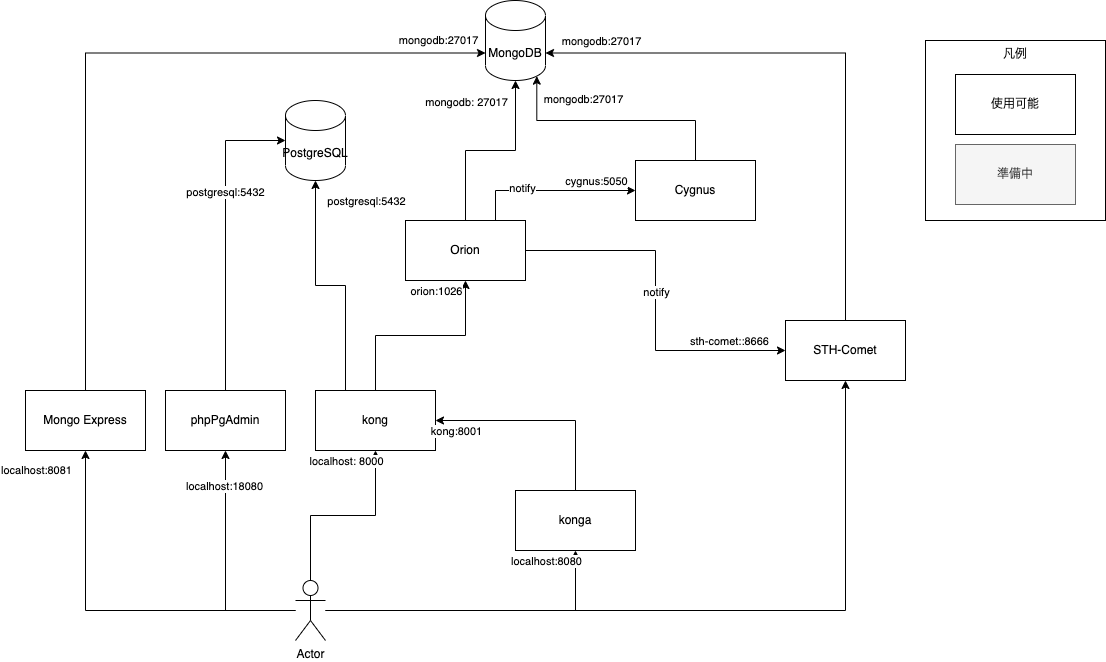 mongodb:27017
MongoDB
mongodb:27017
凡例
mongodb: 27017
mongodb:27017
使用可能
PostgreSQL
準備中
postgresql:5432
postgresql:5432
notify
cygnus:5050
Cygnus
Orion
orion:1026
notify
sth-comet::8666
STH-Comet
Mongo Express
phpPgAdmin
kong
kong:8001
localhost:8081
localhost:18080
localhost: 8000
konga
localhost:8080
Actor